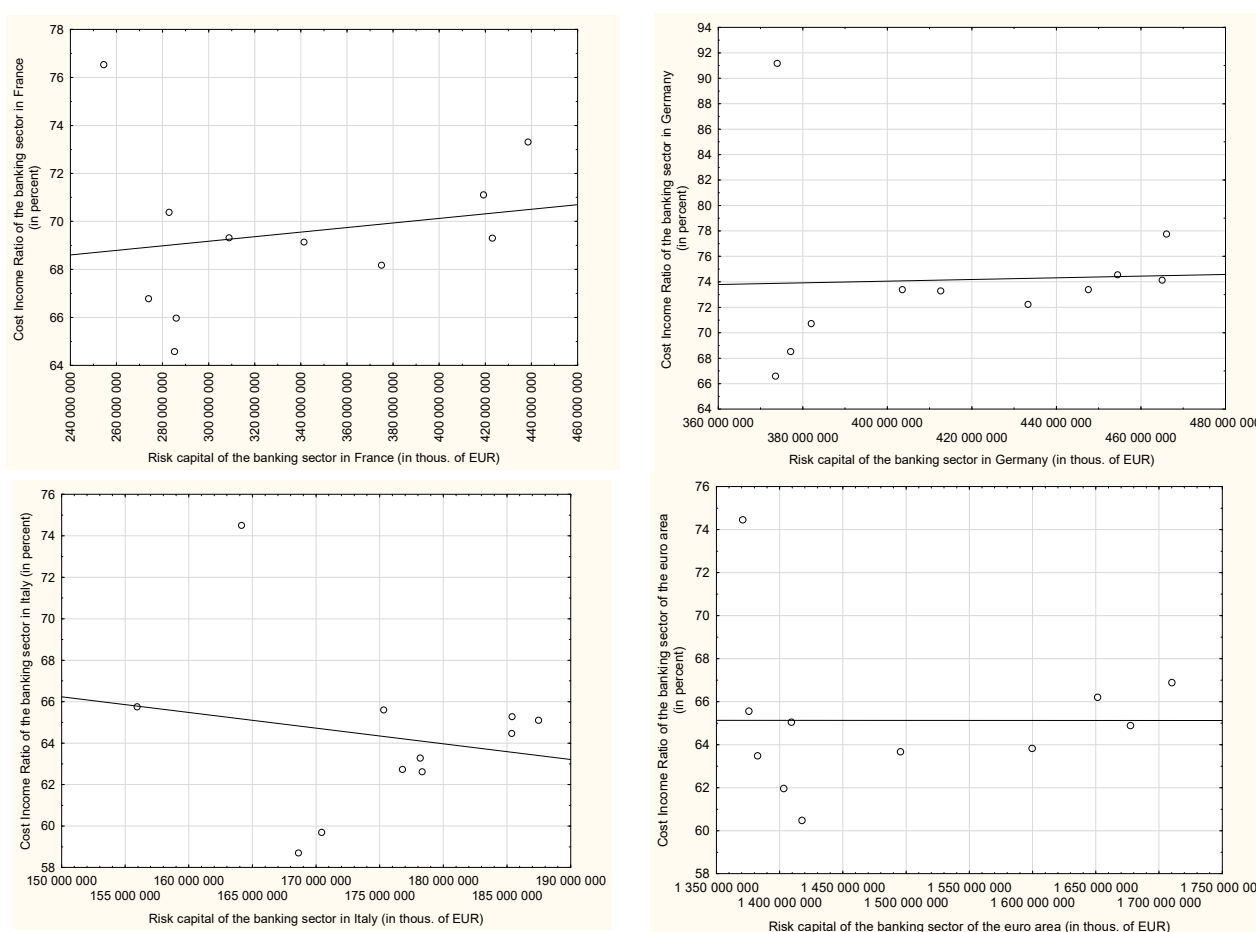 Cost Income Ratio of the banking sector in France
(in percent)
78
76
74
72
70
68
66
64
240 000 000
260 000 000
280 000 000
300 000 000
320 000 000
340 000 000
360 000 000
380 000 000
400 000 000
420 000 000
440 000 000
460 000 000
Risk capital of the banking sector in France (in thous. of EUR)
Cost Income Ratio of the banking sector in Germany
(in percent)
94
92
90
88
86
84
82
80
78
76
74
72
70
68
66
64
360 000 000 400 000 000 440 000 000
380 000 000 420 000 000 460 000 000
Risk capital of the banking sector in Germany (in thous. of EUR)
Cost Income Ratio of the banking sector in Italy (in percent)
76
74
72
70
68
66
64
62
60
58
150 000 000 160 000 000 170 000 000 180 000 000 190 000 000
155 000 000 165 000 000 175 000 000 185 000 000
Risk capital of the banking sector in Italy (in thous. of EUR)
Cost Income Ratio of the banking sector of the euro area
(in percent)
76
74
72
70
68
66
64
62
60
58
1 350 000 000 1 450 000 000 1 550 000 000 1 650 000 000
1 400 000 000 1 500 000 000 1 600 000 000 1 700 000 000
Risk capital of the banking sector of the euro area (in thous. of EUR)